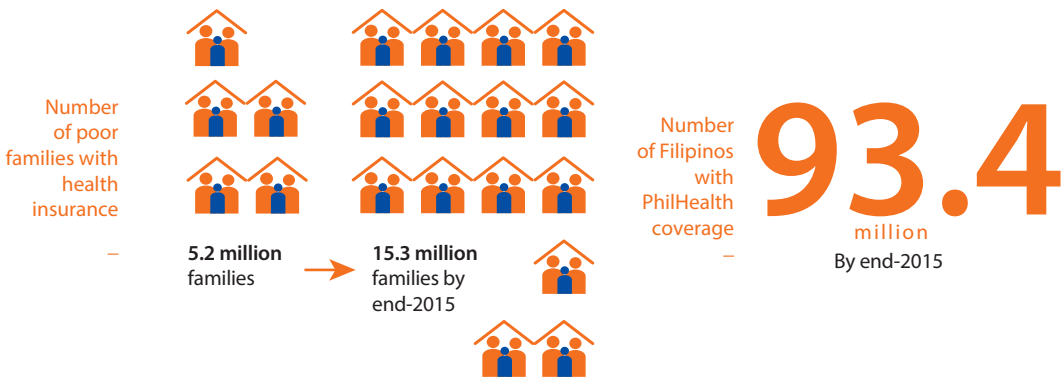 Number
of poor
families with
health
insurance
–
5.2 million
families
15.3 million
families by
end-2015
Number
of Filipinos
with
PhilHealth
coverage
–
93.4
million
By end-2015